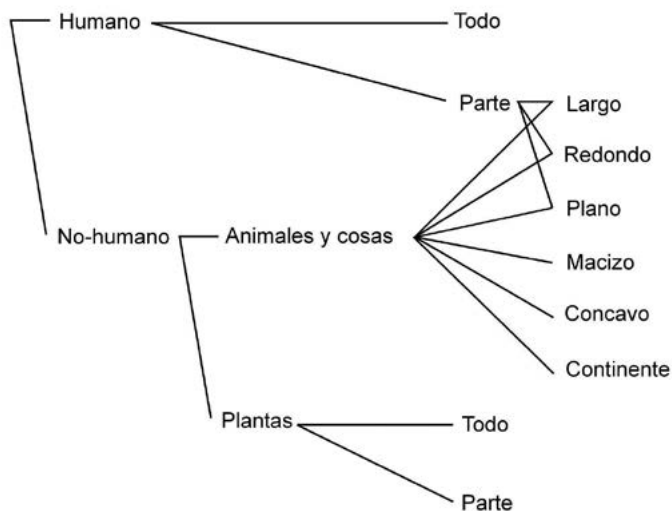 Humano
Todo
Parte
Largo
Redondo
Plano
No-humano
Animales y cosas
Macizo
Concavo
Continente
Plantas
Todo
Parte